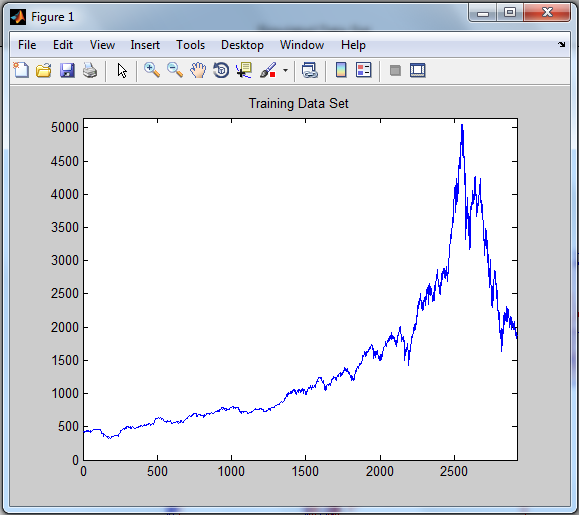 Figure 1
File Edit View Insert Tools Desktop Window Help
Training Data Set
5000
4500
4000
3500
3000
2500
2000
1500
1000
500
0
0 500 1000 1500 2000 2500